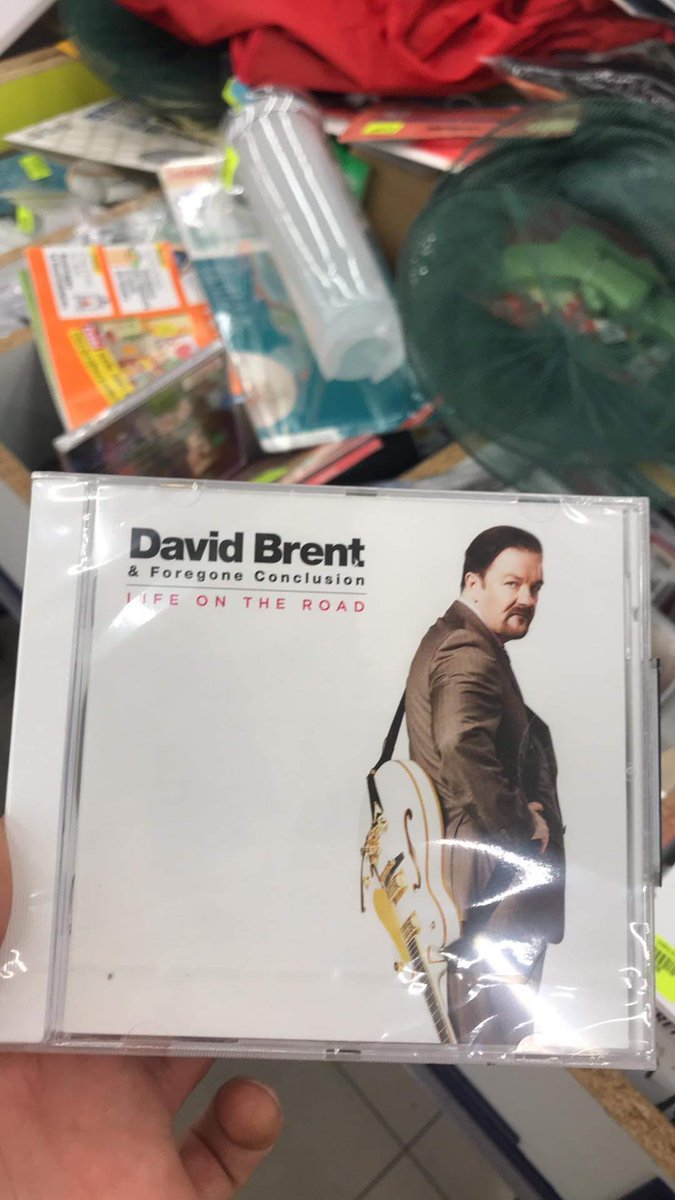 David Brent
& Foregone Conclusion
LIFE ON THE ROAD